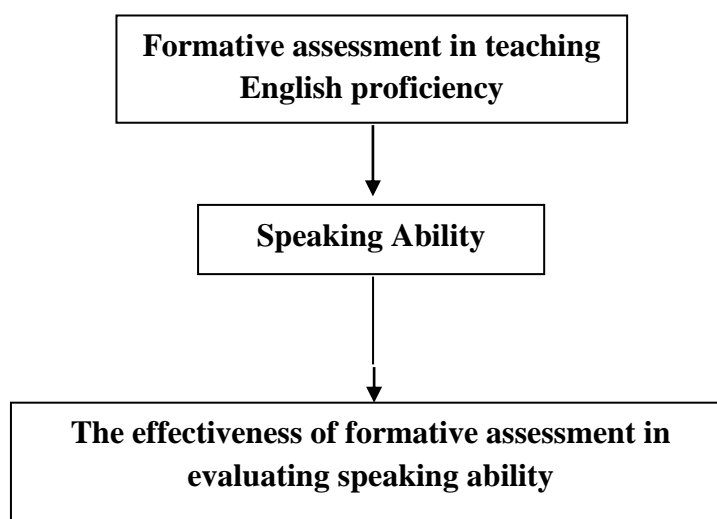 Formative assessment in teaching
English proficiency
Speaking Ability
The effectiveness of formative assessment in
evaluating speaking ability